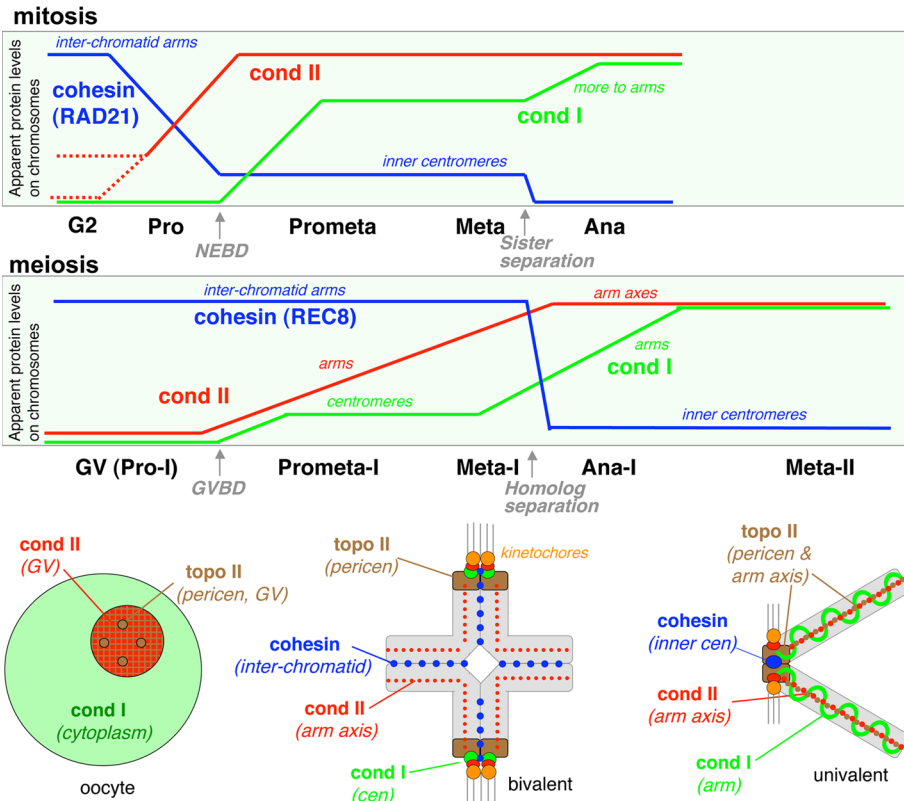 mitosis
Apparent protein levels
on chromosomes
inter-chromatid arms
cohesin
(RAD21)
cond II
cond I
more to arms
inner centromeres
G2
Pro
Prometa
Meta
Ana
NEBD
Sister
separation
meiosis
Apparent protein levels
on chromosomes
inter-chromatid arms
cohesin (REC8)
arm axes
arms
cond II
arms
cond I
centromeres
inner centromeres
GV (Pro-I)
Prometa-I
Meta-I
Ana-I
Meta-II
GVBD
Homolog
separation
cond II
(GV)
topo II
(pericen, GV)
cond I
(cytoplasm)
oocyte
topo II
(pericen)
kinetochores
cohesin
(inter-chromatid)
cond II
(arm axis)
cond I
(cen)
bivalent
topo II
(pericen &
arm axis)
cohesin
(inner cen)
cond II
(arm axis)
cond I
(arm)
univalent